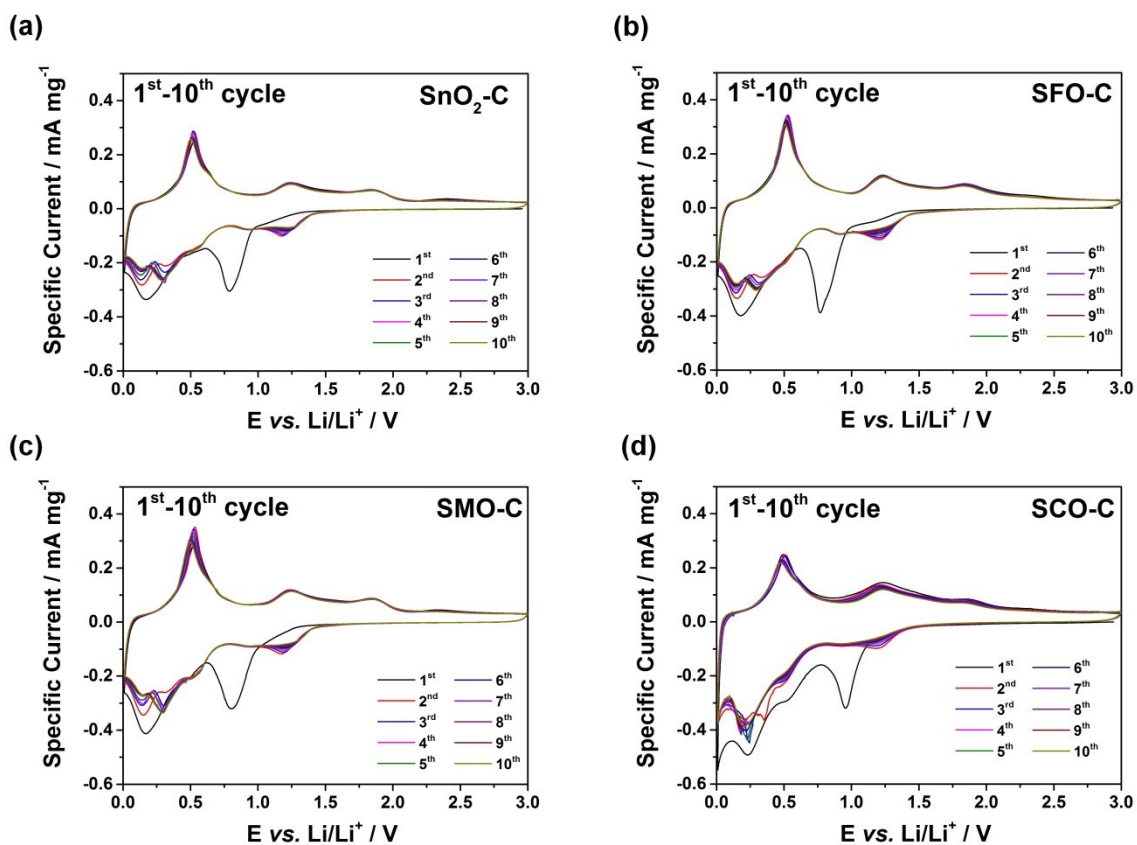 (a)
1st-10th cycle SnO2-C
0.4
0.2
0.0
-0.2
-0.4
-0.6
Specific Current / mA mg-1
1st 6th
2nd 7th
3rd 8th
4th 9th
5th 10th
0.0 0.5 1.0 1.5 2.0 2.5 3.0
E vs. Li/Li+ / V
(b)
1st-10th cycle SFO-C
0.4
0.2
0.0
-0.2
-0.4
-0.6
Specific Current / mA mg-1
1st 6th
2nd 7th
3rd 8th
4th 9th
5th 10th
0.0 0.5 1.0 1.5 2.0 2.5 3.0
E vs. Li/Li+ / V
(c)
1st-10th cycle SMO-C
0.4
0.2
0.0
-0.2
-0.4
-0.6
Specific Current / mA mg-1
1st 6th
2nd 7th
3rd 8th
4th 9th
5th 10th
0.0 0.5 1.0 1.5 2.0 2.5 3.0
E vs. Li/Li+ / V
(d)
1st-10th cycle SCO-C
0.4
0.2
0.0
-0.2
-0.4
-0.6
Specific Current / mA mg-1
1st 6th
2nd 7th
3rd 8th
4th 9th
5th 10th
0.0 0.5 1.0 1.5 2.0 2.5 3.0
E vs. Li/Li+ / V